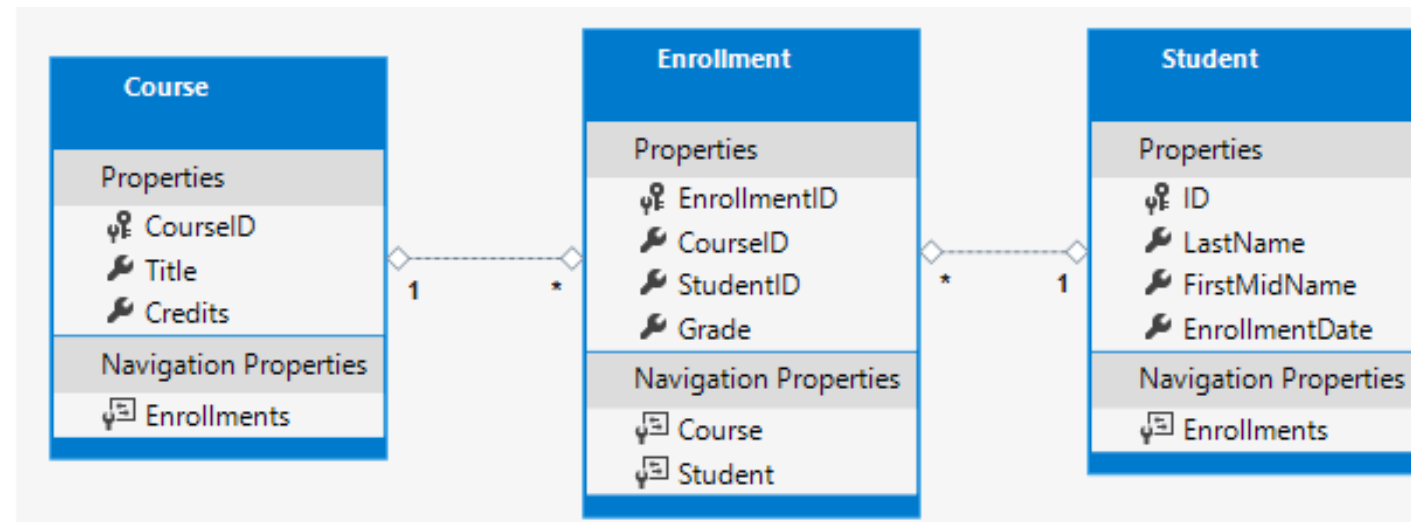 Course
Properties
CourseID
Title
Credits
Navigation Properties
Enrollments
1
*
Enrollment
Properties
EnrollmentID
CourseID
StudentID
Grade
Navigation Properties
Course
Student
*
1
Student
Properties
ID
LastName
FirstMidName
EnrollmentDate
Navigation Properties
Enrollments